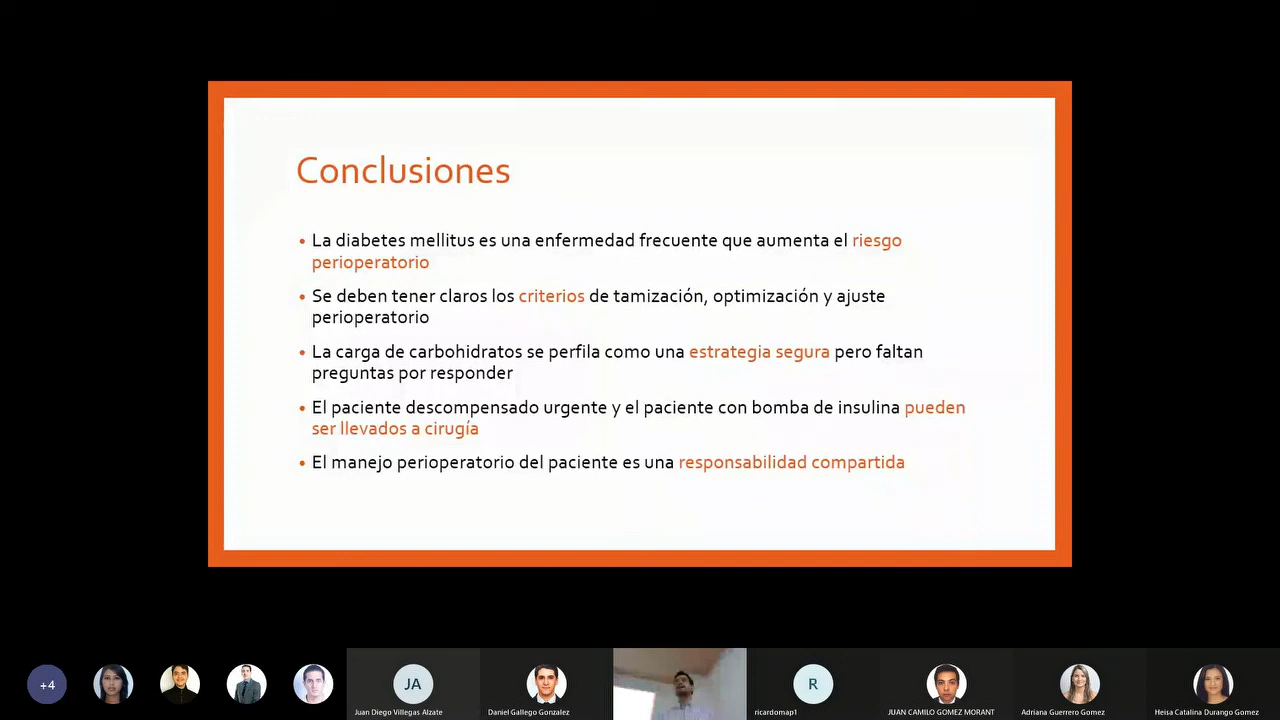 Conclusiones
• La diabetes mellitus es una enfermedad frecuente que aumenta el riesgo
perioperatorio
• Se deben tener claros los criterios de tamización, optimización y ajuste
perioperatorio
• La carga de carbohidratos se perfila como una estrategia segura pero faltan
preguntas por responder
• El paciente descompensado urgente y el paciente con bomba de insulina pueden
ser llevados a cirugía
• El manejo perioperatorio del paciente es una responsabilidad compartida
+4
JA
R
Juan Diego Villegas Alzate
Daniel Gallego Gonzalez
ricardomap1
JUAN CAMILO GOMEZ MORANT
Adriana Guerrero Gomez
Heisa Catalina Durango Gomez